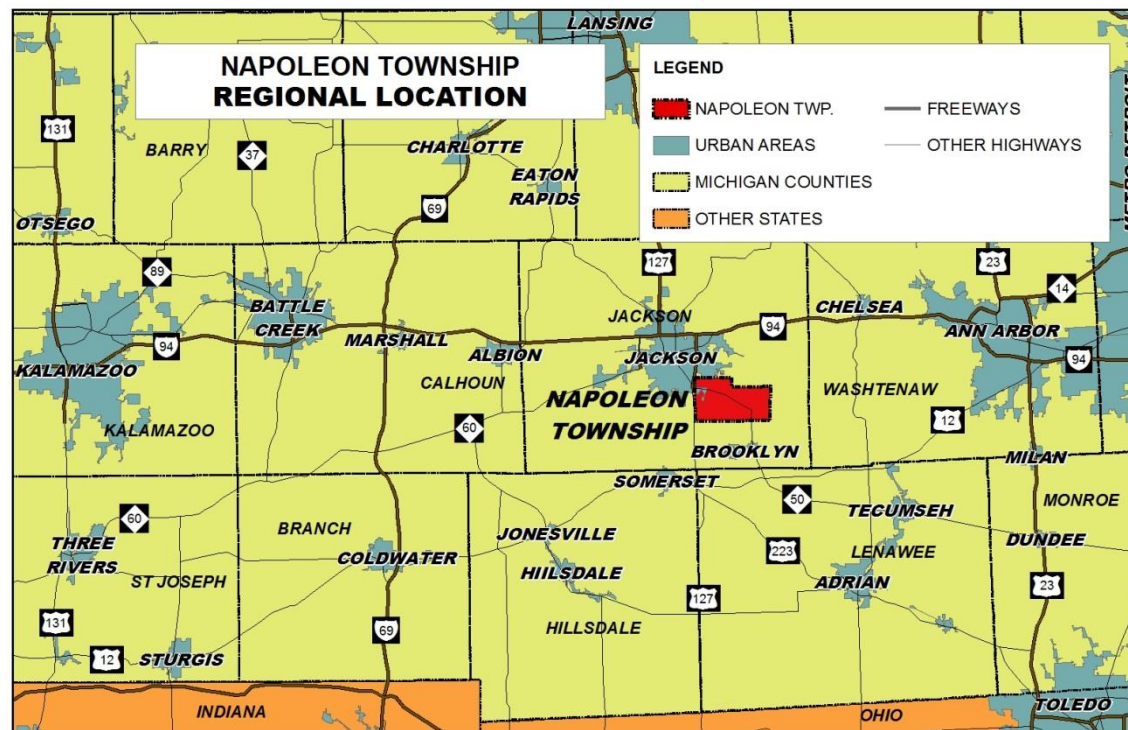 LANSING
NAPOLEON TOWNSHIP
REGIONAL LOCATION
LEGEND
NAPOLEON TWP.
FREEWAYS
URBAN AREAS
OTHER HIGHWAYS
MICHIGAN COUNTIES
OTHER STATES
METRO DETROIT
131
BARRY
37
CHARLOTTE
EATON
RAPIDS
69
OTSEGO
89
127
23
14
BATTLE
CREEK
JACKSON
CHELSEA
94
MARSHALL
ALBION
JACKSON
94
ANN ARBOR
94
KALAMAZOO
CALHOUN
WASHTENAW
NAPOLEON
TOWNSHIP
12
KALAMAZOO
60
BROOKLYN
MILAN
SOMERSET
60
50
MONROE
BRANCH
JONESVILLE
TECUMSEH
THREE
RIVERS
COLDWATER
223
LENAWEE
DUNDEE
ST JOSEPH
HIILSDALE
ADRIAN
23
127
131
69
HILLSDALE
12
STURGIS
INDIANA
OHIO
TOLEDO